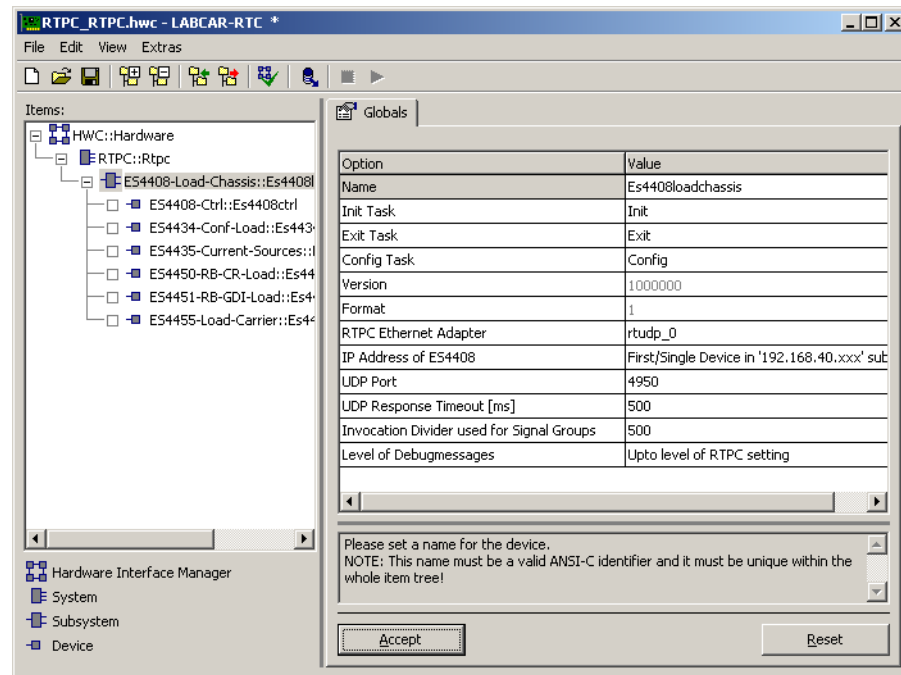 RTPC_RTPC.hwc - LABCAR-RTC *
File Edit View Extras
Items:
HWC::Hardware
RTPC::Rtpc
ES4408-Load-Chassis::Es4408l
ES4408-Ctrl::Es4408ctrl
ES4434-Conf-Load::Es443
ES4435-Current-Sources::
ES4450-RB-CR-Load::Es44
ES4451-RB-GDI-Load::Es4
ES4455-Load-Carrier::Es44
Hardware Interface Manager
System
Subsystem
Device
Globals
Option Value
Name Es4408loadchassis
Init Task Init
Exit Task Exit
Config Task Config
Version 1000000
Format 1
RTPC Ethernet Adapter rtudp_0
IP Address of ES4408 First/Single Device in '192.168.40.xxx' sub
UDP Port 4950
UDP Response Timeout [ms] 500
Invocation Divider used for Signal Groups 500
Level of Debugmessages Upto level of RTPC setting
Please set a name for the device.
NOTE: This name must be a valid ANSI-C identifier and it must be unique within the
whole item tree!
Accept Reset